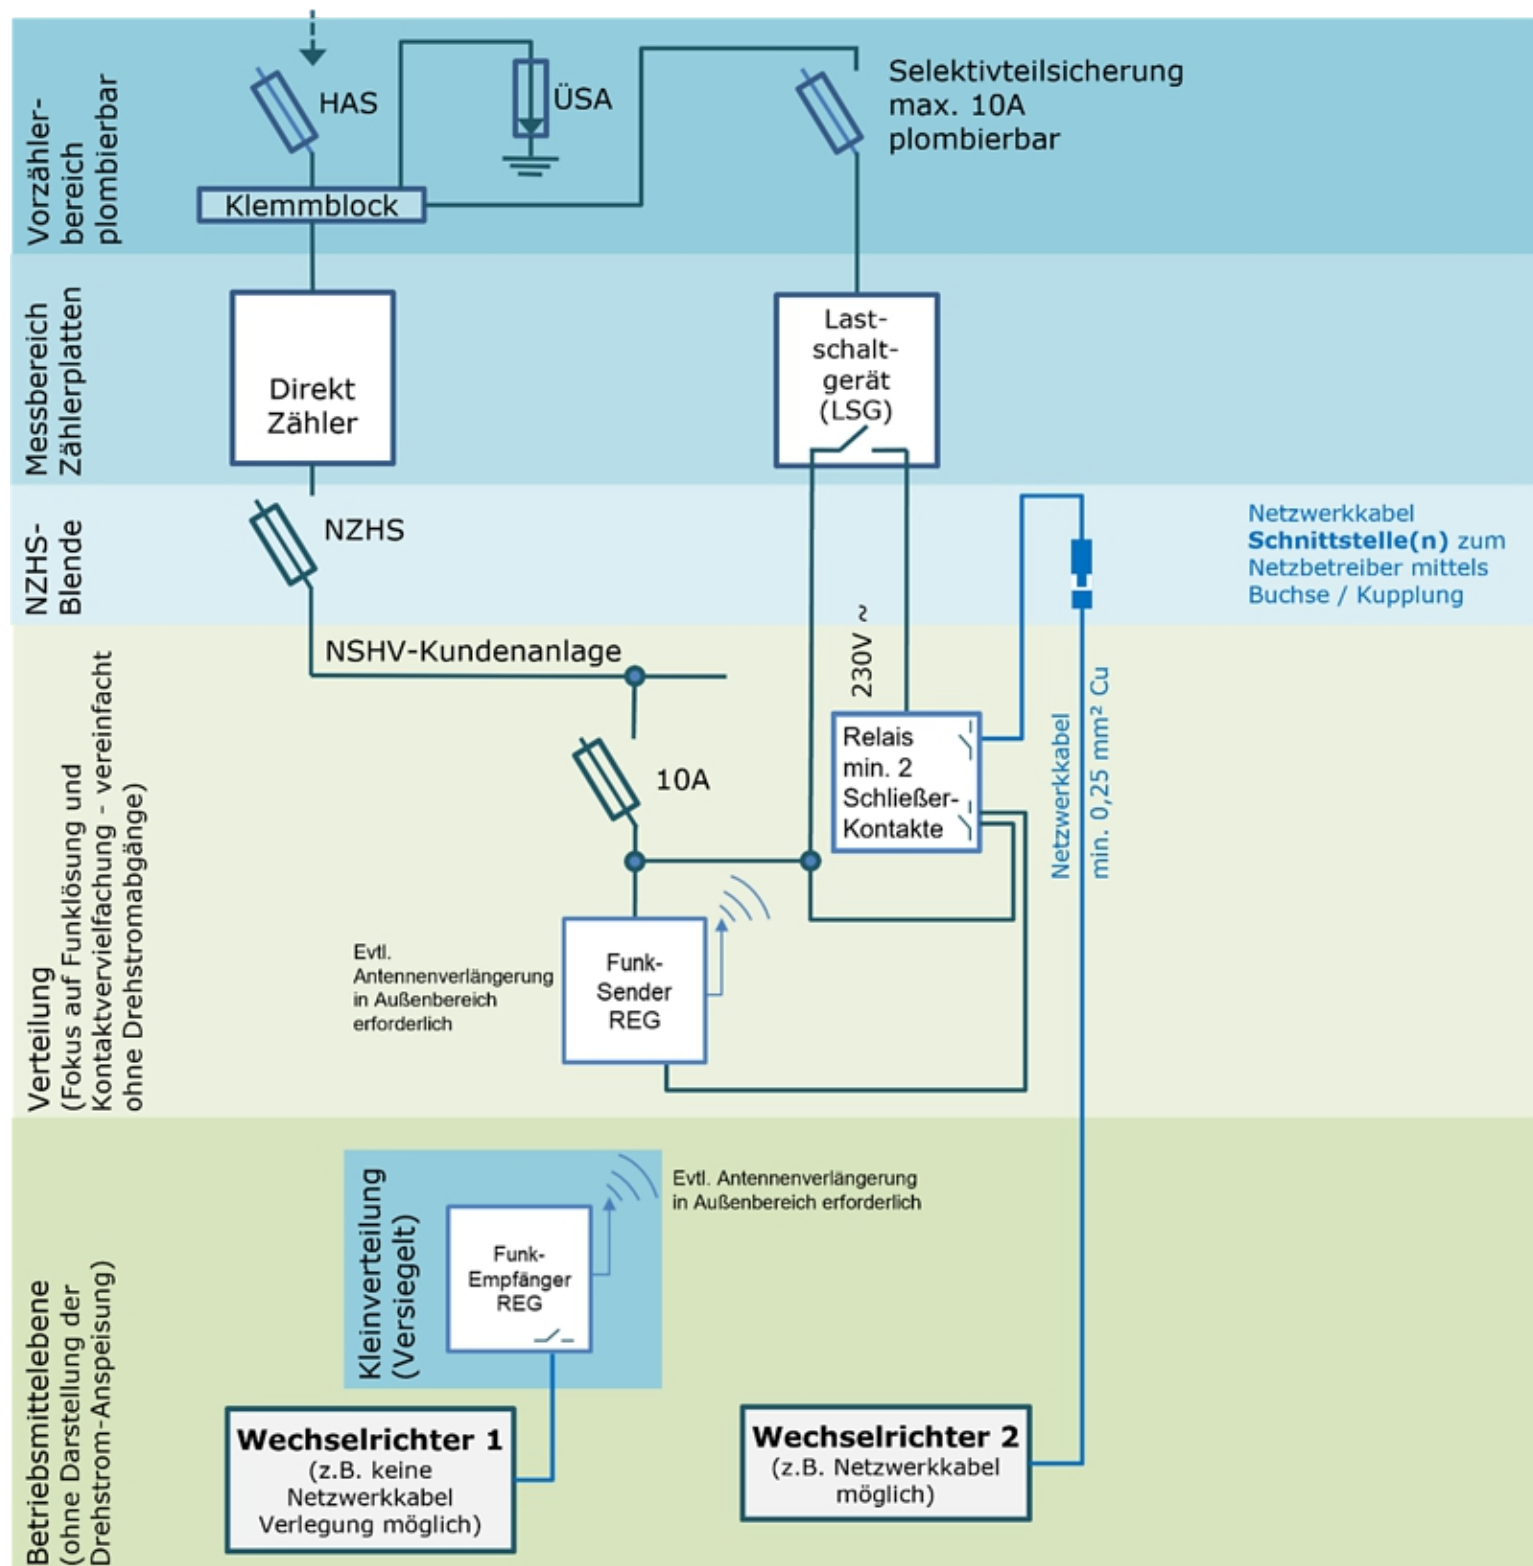 Vorzähler-
bereich
plombierbar
HAS
ÜSA
Selektivteilsicherung
max. 10A
plombierbar
Klemmblock
Messbereich
Zählerplatten
Direkt
Zähler
Last-
schalt-
gerät
(LSG)
NZHS-
Blende
NZHS
Netzwerkkabel
Schnittstelle(n) zum
Netzbetreiber mittels
Buchse / Kupplung
Verteilung
(Fokus auf Funklösung und
Kontaktvervielfachung - vereinfacht
ohne Drehstromabgänge)
NSHV-Kundenanlage
230V ~
10A
Relais
min. 2
Schließer-
Kontakte
Netzwerkkabel
min. 0,25 mm² Cu
Evtl.
Antennenverlängerung
in Außenbereich
erforderlich
Funk-
Sender
REG
Betriebsmittelebene
(ohne Darstellung der
Drehstrom-Anspeisung)
Kleinverteilung
(Versiegelt)
Funk-
Empfänger
REG
Evtl. Antennenverlängerung
in Außenbereich erforderlich
Wechselrichter 1
(z.B. keine
Netzwerkkabel
Verlegung möglich)
Wechselrichter 2
(z.B. Netzwerkkabel
möglich)